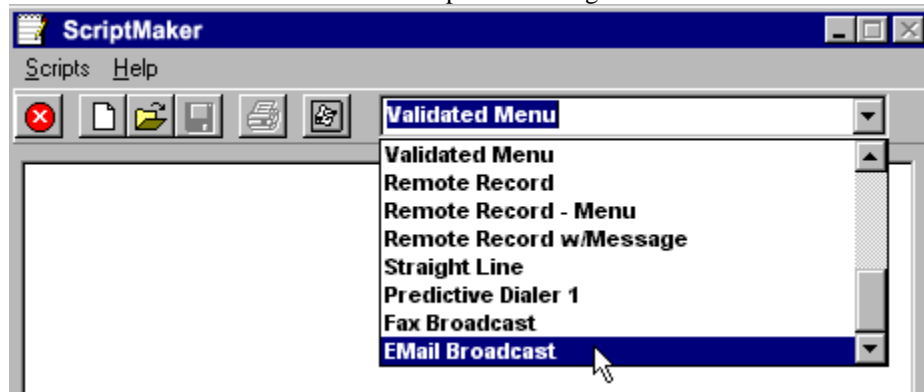 ScriptMaker
Scripts Help
Validated Menu
Validated Menu
Remote Record
Remote Record - Menu
Remote Record w/Message
Straight Line
Predictive Dialer 1
Fax Broadcast
EMail Broadcast